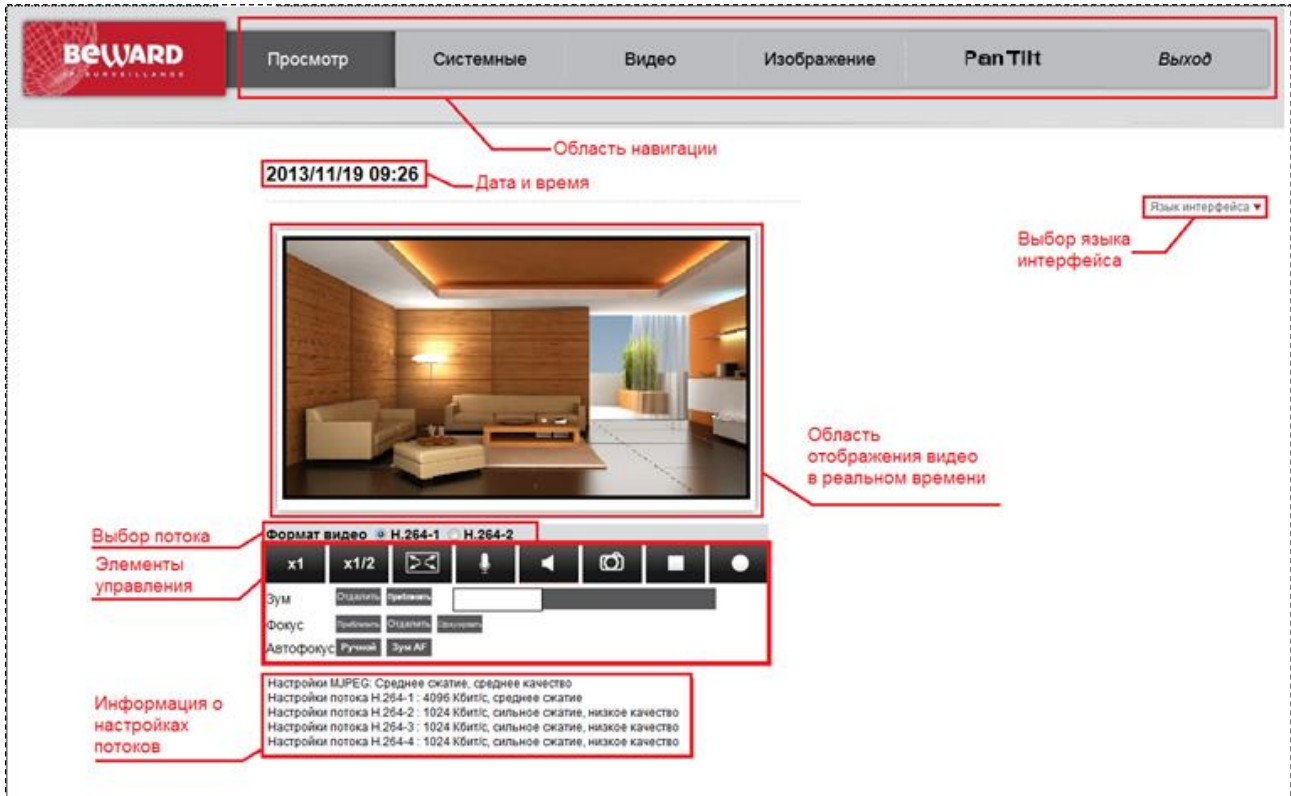 BEWARD
IP SURVEILLANCE
Просмотр
Системные
Видео
Изображение
Pan Tilt
Выход
Область навигации
2013/11/19 09:26
Дата и время
Язык интерфейса
Выбор языка
интерфейса
Область
отображения видео
в реальном времени
Выбор потока
Формат видео H.264-1 H.264-2
Элементы
управления
x1 x1/2
Зум Отдалить Приблизить
Фокус Приблизить Отдалить Сфокусировать
Автофокус Ручной Зум AF
Информация о
настройках
потоков
Настройки MJPEG: Среднее сжатие, среднее качество
Настройки потока H.264-1 : 4096 Кбит/с, среднее сжатие
Настройки потока H.264-2 : 1024 Кбит/с, сильное сжатие, низкое качество
Настройки потока H.264-3 : 1024 Кбит/с, сильное сжатие, низкое качество
Настройки потока H.264-4 : 1024 Кбит/с, сильное сжатие, низкое качество